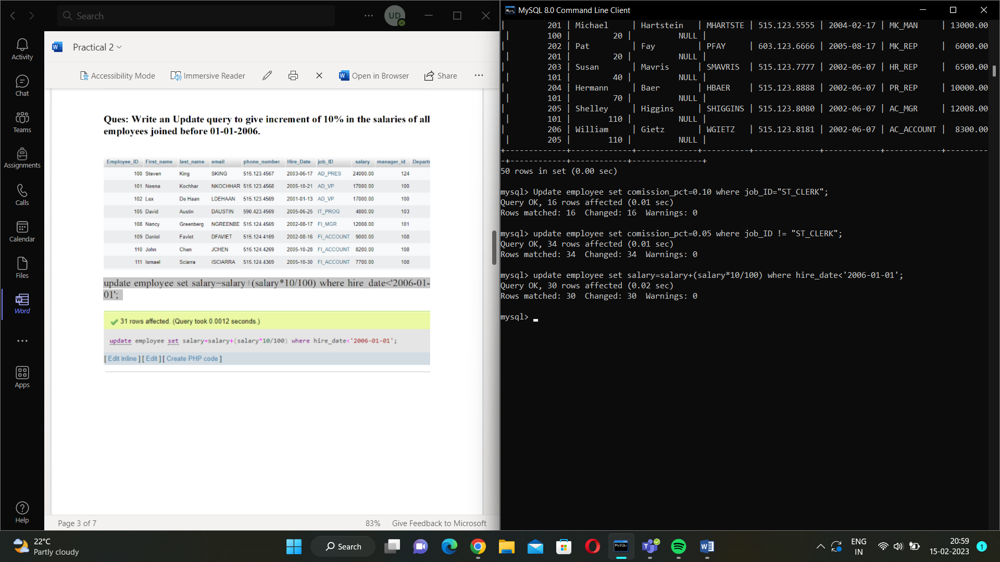 Search
UD
Activity
Chat
Teams
Assignments
Calls
Calendar
Files
Word
Apps
Help
Practical 2
Accessibility Mode
Immersive Reader
Open in Browser
Share
Ques: Write an Update query to give increment of 10% in the salaries of all
employees joined before 01-01-2006.
Employee_ID First_name last_name email phone_number Hire_Date job_ID salary manager_id Departr
100 Steven King SKING 515.123.4567 2003-06-17 AD_PRES 24000.00 124
101 Neena Kochhar NKOCHHAR 515.123.4568 2005-10-21 AD_VP 17000.00 100
102 Lex De Haan LDEHAAN 515.123.4569 2001-01-13 AD_VP 17000.00 100
105 David Austin DAUSTIN 590.423.4569 2005-06-25 IT_PROG 4800.00 103
108 Nancy Greenberg NGREENBE 515.124.4569 2002-08-17 FI_MGR 12008.00 101
109 Daniel Faviet DFAVIET 515.124.4169 2002-08-16 FI_ACCOUNT 9000.00 108
110 John Chen JCHEN 515.124.4269 2005-10-28 FI_ACCOUNT 8200.00 108
111 Ismael Sciarra ISCIARRA 515.124.4369 2005-10-30 FI_ACCOUNT 7700.00 108
update employee set salary=salary+(salary*10/100) where hire_date<'2006-01-
01';
31 rows affected. (Query took 0.0012 seconds.)
update employee set salary=salary+(salary*10/100) where hire_date<'2006-01-01';
[ Edit inline ] [ Edit ] [ Create PHP code ]
Page 3 of 7
83%
Give Feedback to Microsoft
MySQL 8.0 Command Line Client
| 201 | Michael | Hartstein | MHARTSTE | 515.123.5555 | 2004-02-17 | MK_MAN | 13000.00
| 100 | 20 | NULL |
| 202 | Pat | Fay | PFAY | 603.123.6666 | 2005-08-17 | MK_REP | 6000.00
| 201 | 20 | NULL |
| 203 | Susan | Mavris | SMAVRIS | 515.123.7777 | 2002-06-07 | HR_REP | 6500.00
| 101 | 40 | NULL |
| 204 | Hermann | Baer | HBAER | 515.123.8888 | 2002-06-07 | PR_REP | 10000.00
| 101 | 70 | NULL |
| 205 | Shelley | Higgins | SHIGGINS | 515.123.8080 | 2002-06-07 | AC_MGR | 12008.00
| 101 | 110 | NULL |
| 206 | William | Gietz | WGIETZ | 515.123.8181 | 2002-06-07 | AC_ACCOUNT | 8300.00
| 205 | 110 | NULL |
+-------------+-------------+-------------+-----------+--------------+------------+------------+---------
-+------------+---------------+
50 rows in set (0.00 sec)
mysql> Update employee set comission_pct=0.10 where job_ID="ST_CLERK";
Query OK, 16 rows affected (0.01 sec)
Rows matched: 16  Changed: 16  Warnings: 0
mysql> update employee set comission_pct=0.05 where job_ID != "ST_CLERK";
Query OK, 34 rows affected (0.01 sec)
Rows matched: 34  Changed: 34  Warnings: 0
mysql> update employee set salary=salary+(salary*10/100) where hire_date<'2006-01-01';
Query OK, 30 rows affected (0.02 sec)
Rows matched: 30  Changed: 30  Warnings: 0
mysql> _
22°C
Partly cloudy
Search
ENG
IN
20:59
15-02-2023
1